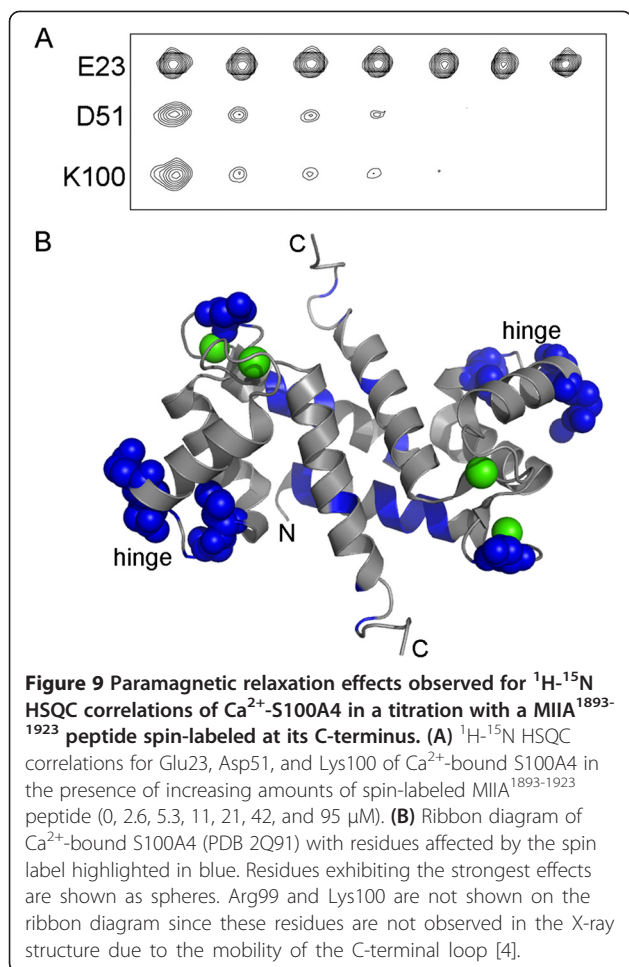 A
E23
D51
K100
B
C
hinge
hinge
N
C
Figure 9 Paramagnetic relaxation effects observed for ¹H-¹⁵N
HSQC correlations of Ca²⁺-S100A4 in a titration with a MIIA¹⁸⁹³⁻
¹⁹²³ peptide spin-labeled at its C-terminus. (A) ¹H-¹⁵N HSQC
correlations for Glu23, Asp51, and Lys100 of Ca²⁺-bound S100A4 in
the presence of increasing amounts of spin-labeled MIIA¹⁸⁹³⁻¹⁹²³
peptide (0, 2.6, 5.3, 11, 21, 42, and 95 μM). (B) Ribbon diagram of
Ca²⁺-bound S100A4 (PDB 2Q91) with residues affected by the spin
label highlighted in blue. Residues exhibiting the strongest effects
are shown as spheres. Arg99 and Lys100 are not shown on the
ribbon diagram since these residues are not observed in the X-ray
structure due to the mobility of the C-terminal loop [4].